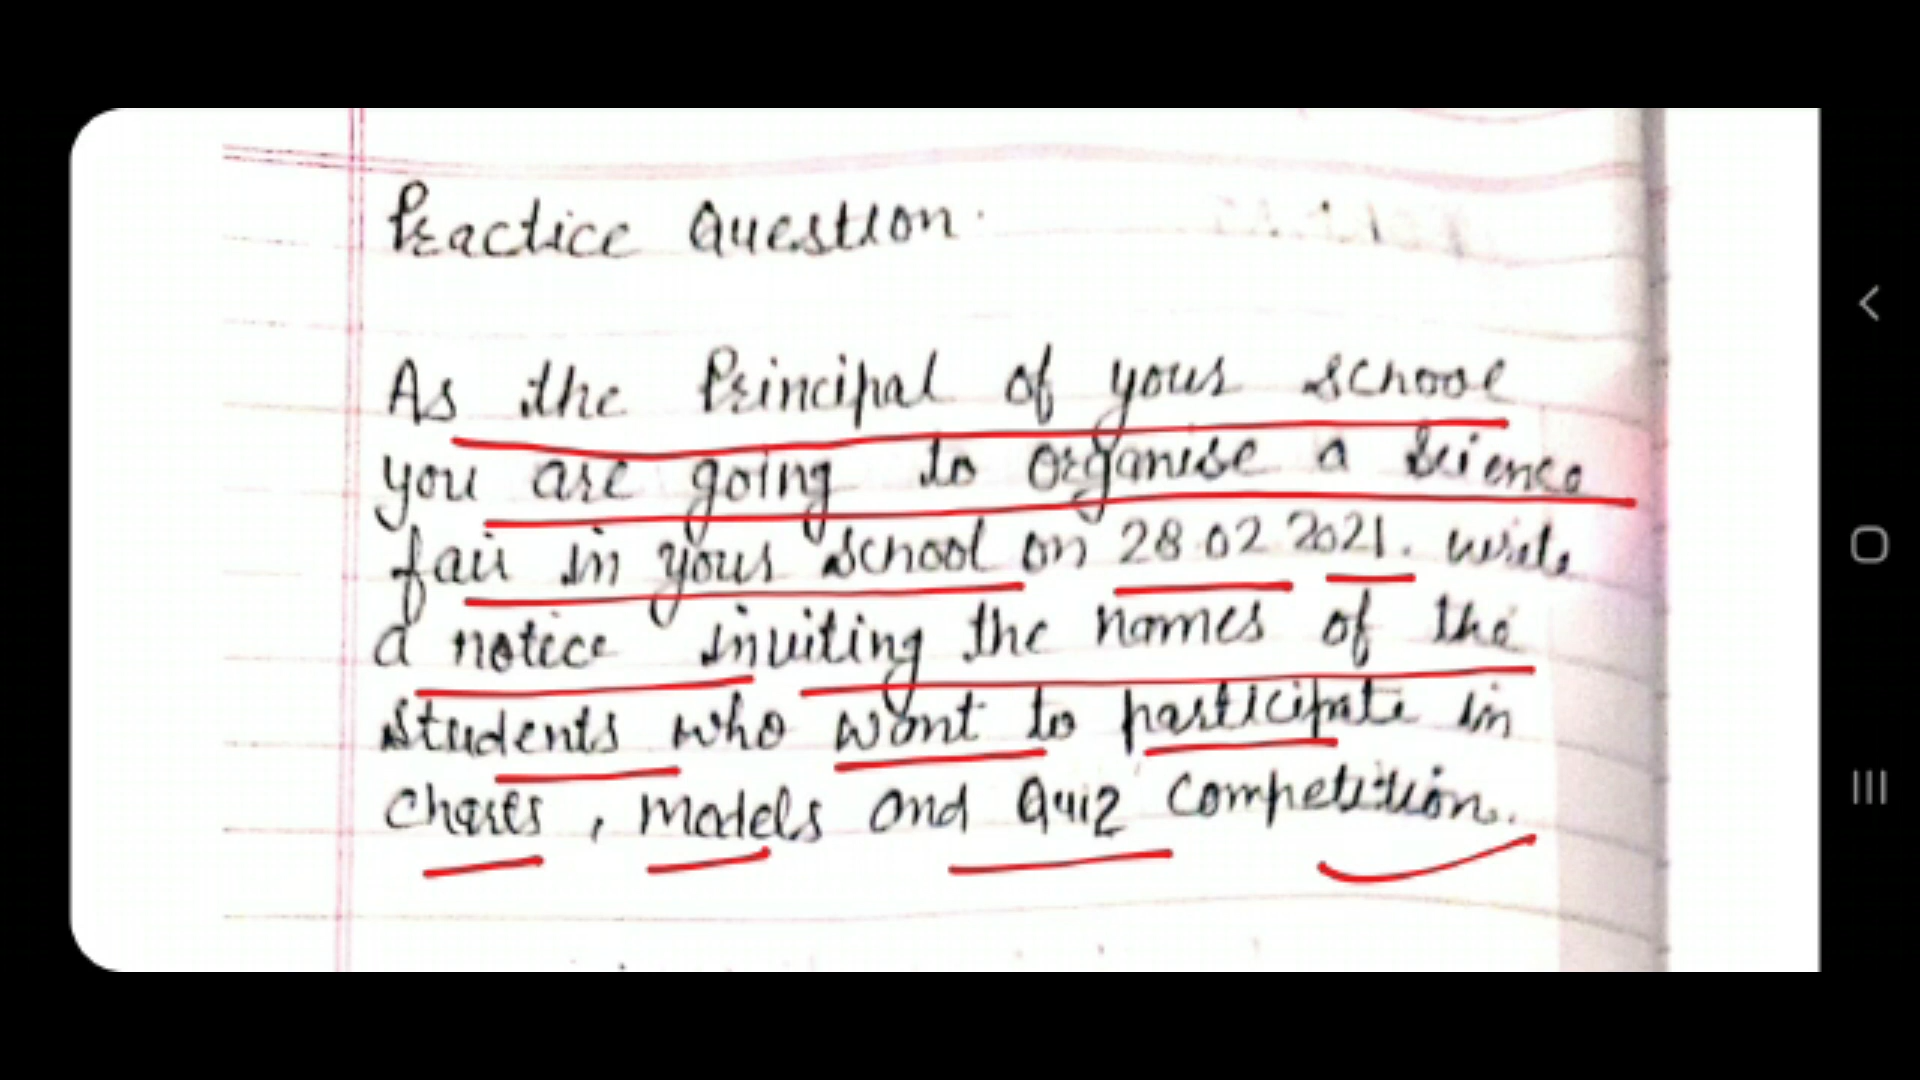 Practice Question.
As the Principal of your school
you are going to organise a science
fair in your school on 28.02 2021. write
a notice inviting the names of the
students who want to participate in
charts, models and Quiz competition.